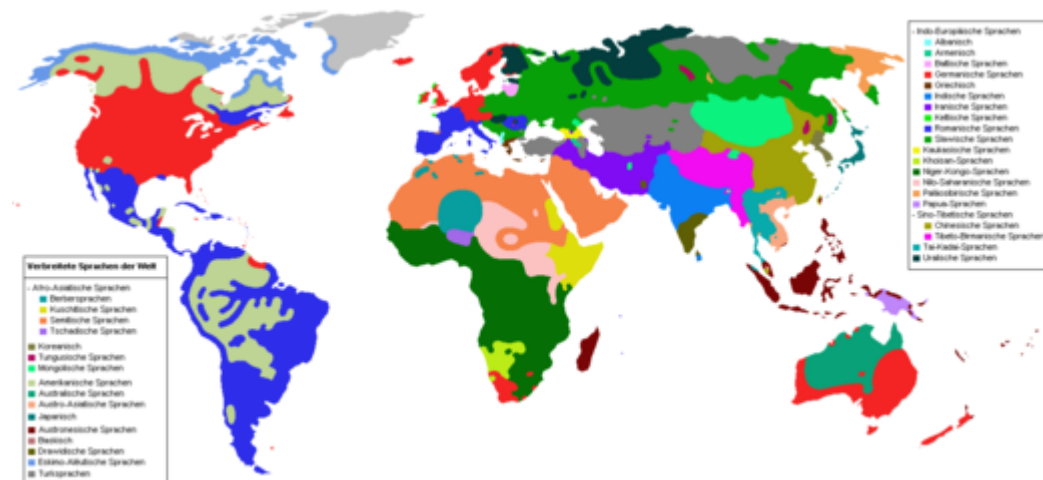 Verbreitete Sprachen der Welt
- Afro-Asiatische Sprachen
Berbersprachen
Kuschitische Sprachen
Semitische Sprachen
Tschadische Sprachen
Koreanisch
Tungusische Sprachen
Mongolische Sprachen
Amerikanische Sprachen
Australische Sprachen
Austro-Asiatische Sprachen
Japanisch
Austronesische Sprachen
Baskisch
Drawidische Sprachen
Eskimo-Aleutische Sprachen
Turksprachen
- Indo-Europäische Sprachen
Albanisch
Armenisch
Baltische Sprachen
Germanische Sprachen
Griechisch
Indische Sprachen
Iranische Sprachen
Keltische Sprachen
Romanische Sprachen
Slawische Sprachen
Kaukasische Sprachen
Khoisan-Sprachen
Niger-Kongo-Sprachen
Nilo-Saharanische Sprachen
Paläosibirische Sprachen
Papua-Sprachen
- Sino-Tibetische Sprachen
Chinesische Sprachen
Tibeto-Birmanische Sprachen
Tai-Kadai-Sprachen
Uralische Sprachen